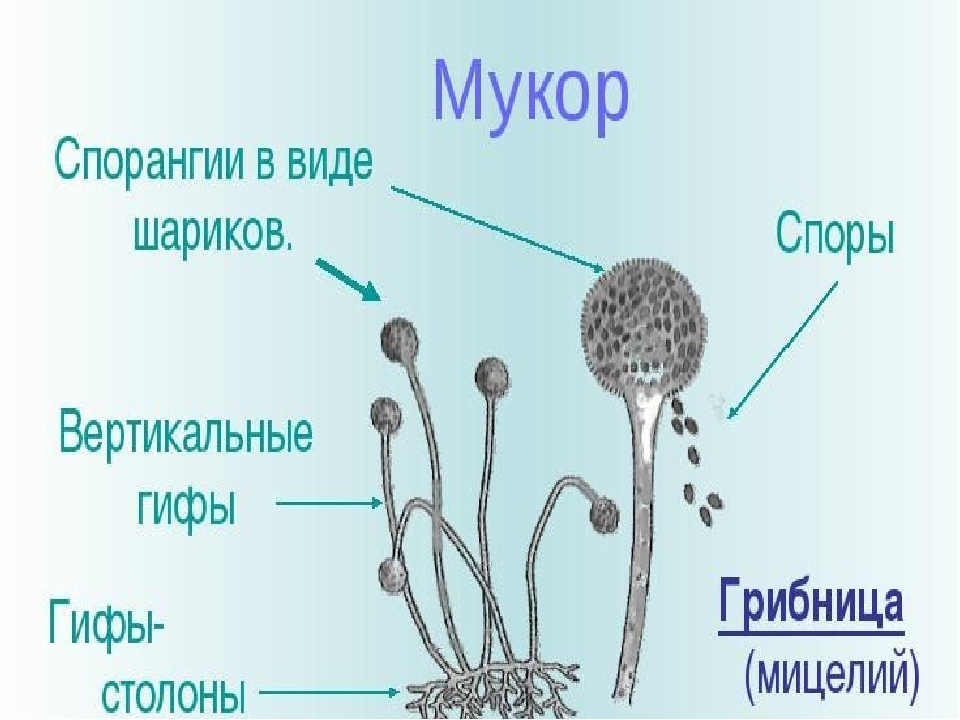 Мукор
Спорангии в виде
шариков.
Споры
Вертикальные
гифы
Гифы-
столоны
Грибница
(мицелий)